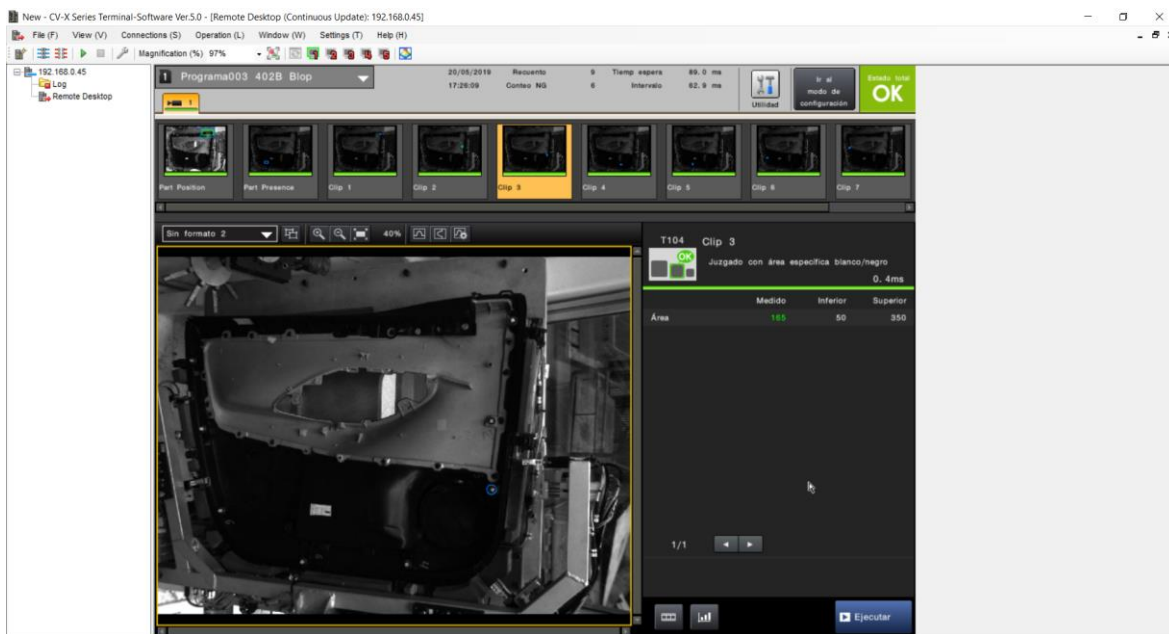 New - CV-X Series Terminal-Software Ver.5.0 - [Remote Desktop (Continuous Update): 192.168.0.45]
File (F) View (V) Connections (S) Operation (L) Window (W) Settings (T) Help (H)
Magnification (%) 97%
192.168.0.45
Log
Remote Desktop
1 Programa003 402B Blop
20/05/2019 Recuento 9 Tiemp espera 89.0 ms
17:26:09 Conteo NG 6 Intervalo 62.9 ms
Utilidad
Ir al
modo de
configuración
Estado total
OK
1
Part Position Part Presence Clip 1 Clip 2 Clip 3 Clip 4 Clip 5 Clip 6 Clip 7
Sin formato 2
40%
T104 Clip 3
OK
Juzgado con área específica blanco/negro
0.4ms
Medido Inferior Superior
Área 165 50 350
1/1
Ejecutar